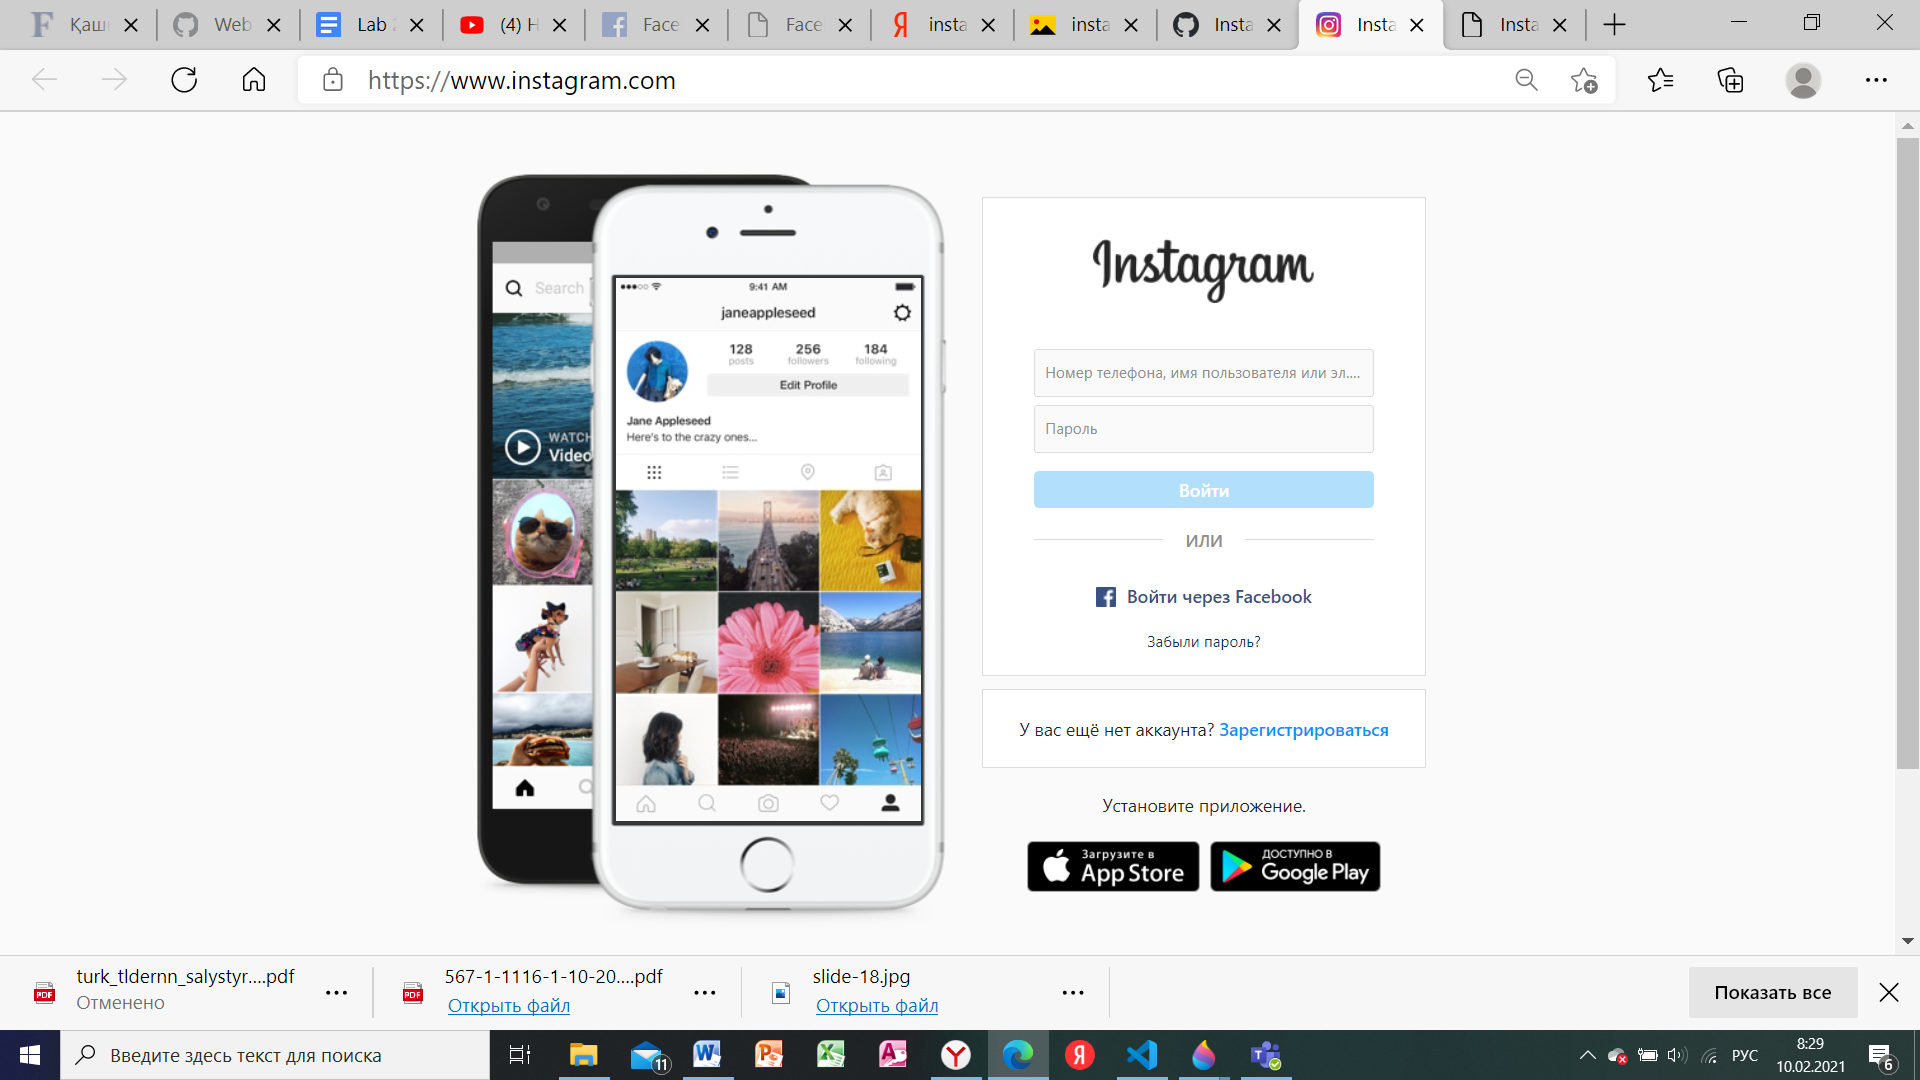 Қаш
Web
Lab
(4) H
Face
Face
insta
insta
Insta
Insta
Insta
https://www.instagram.com
Search
WATCH
Video
9:41 AM
janeappleseed
128 256 184
posts followers following
Edit Profile
Jane Appleseed
Here's to the crazy ones...
Instagram
Номер телефона, имя пользователя или эл....
Пароль
Войти
ИЛИ
Войти через Facebook
Забыли пароль?
У вас ещё нет аккаунта? Зарегистрироваться
Установите приложение.
Загрузите в
App Store
ДОСТУПНО В
Google Play
turk_tldernn_salystyr....pdf
Отменено
567-1-1116-1-10-20....pdf
Открыть файл
slide-18.jpg
Открыть файл
Показать все
Введите здесь текст для поиска
11
РУС
8:29
10.02.2021
6